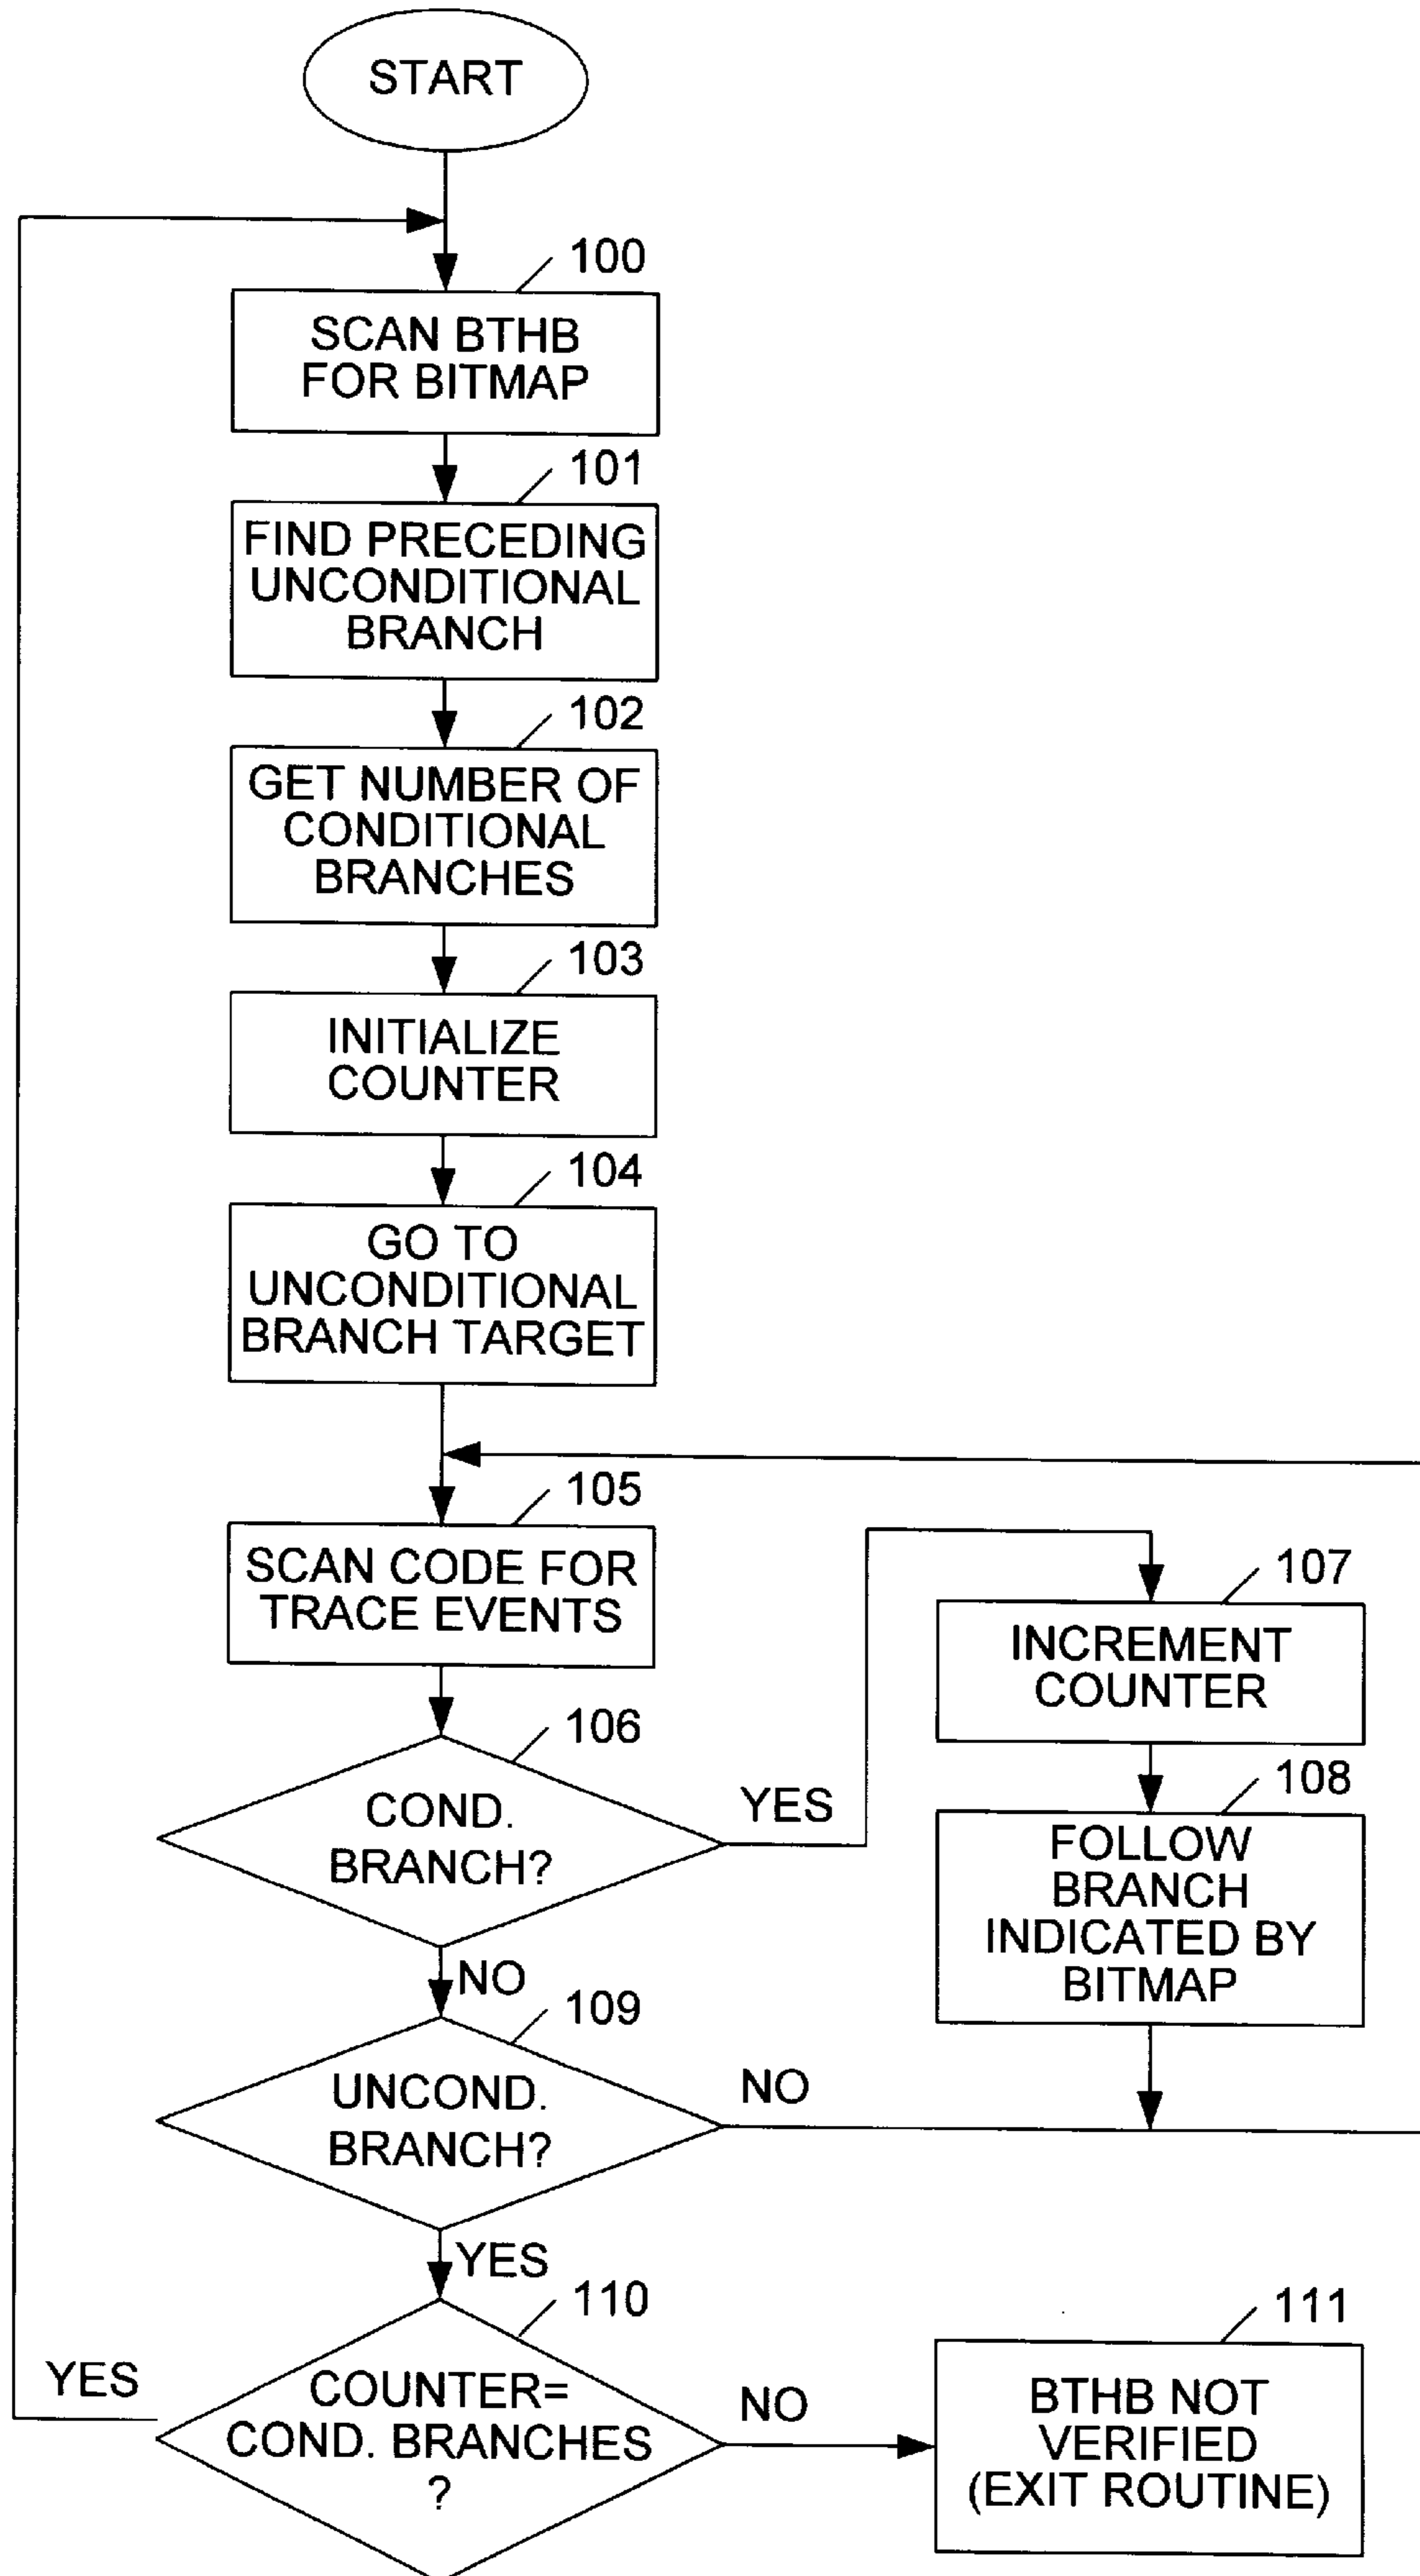 START
100
SCAN BTHB
FOR BITMAP
101
FIND PRECEDING
UNCONDITIONAL
BRANCH
102
GET NUMBER OF
CONDITIONAL
BRANCHES
103
INITIALIZE
COUNTER
104
GO TO
UNCONDITIONAL
BRANCH TARGET
105
SCAN CODE FOR
TRACE EVENTS
106
COND.
BRANCH?
YES
107
INCREMENT
COUNTER
108
FOLLOW
BRANCH
INDICATED BY
BITMAP
NO
109
UNCOND.
BRANCH?
NO
YES
110
COUNTER=
COND. BRANCHES
?
YES
NO
111
BTHB NOT
VERIFIED
(EXIT ROUTINE)